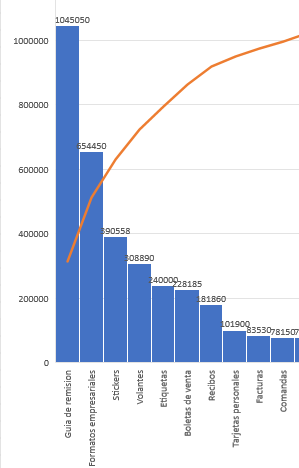 1045050
1000000
800000
654450
600000
390558
400000
308890
240000
228185
200000
181860
101900
83530
78150
0
Guia de remision
Formatos empresariales
Stickers
Volantes
Etiquetas
Boletas de venta
Recibos
Tarjetas personales
Facturas
Comandas